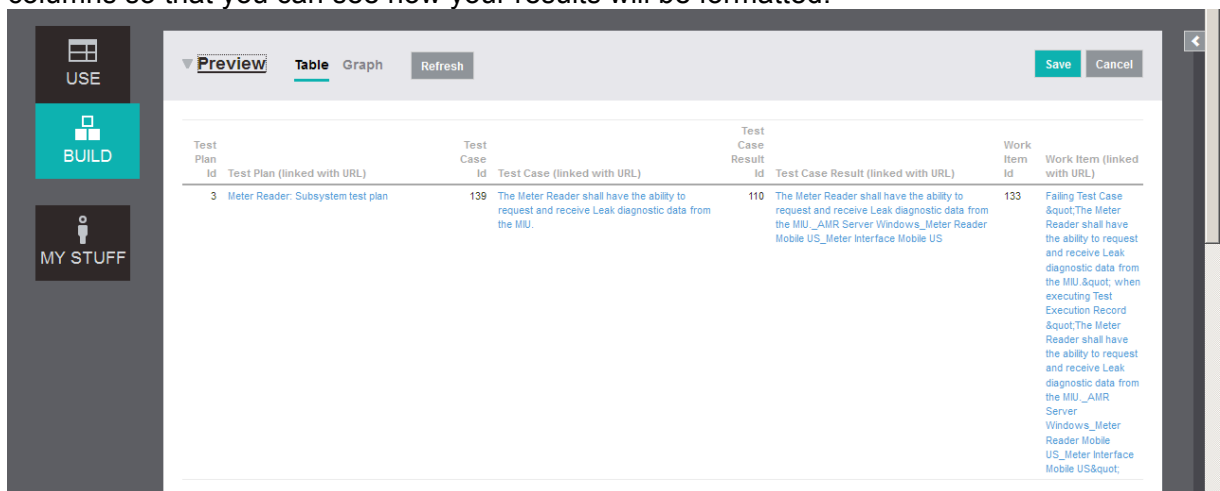 columns so that you can see how your results will be formatted.
USE
BUILD
MY STUFF
Preview Table Graph Refresh Save Cancel
Test Plan Id
Test Plan (linked with URL)
Test Case Id
Test Case (linked with URL)
Test Case Result Id
Test Case Result (linked with URL)
Work Item Id
Work Item (linked with URL)
3
Meter Reader: Subsystem test plan
139
The Meter Reader shall have the ability to
request and receive Leak diagnostic data from
the MIU.
110
The Meter Reader shall have the ability to
request and receive Leak diagnostic data from
the MIU._AMR Server Windows_Meter Reader
Mobile US_Meter Interface Mobile US
133
Failing Test Case
&quot;The Meter
Reader shall have
the ability to request
and receive Leak
diagnostic data from
the MIU.&quot; when
executing Test
Execution Record
&quot;The Meter
Reader shall have
the ability to request
and receive Leak
diagnostic data from
the MIU._AMR
Server
Windows_Meter
Reader Mobile
US_Meter Interface
Mobile US&quot;